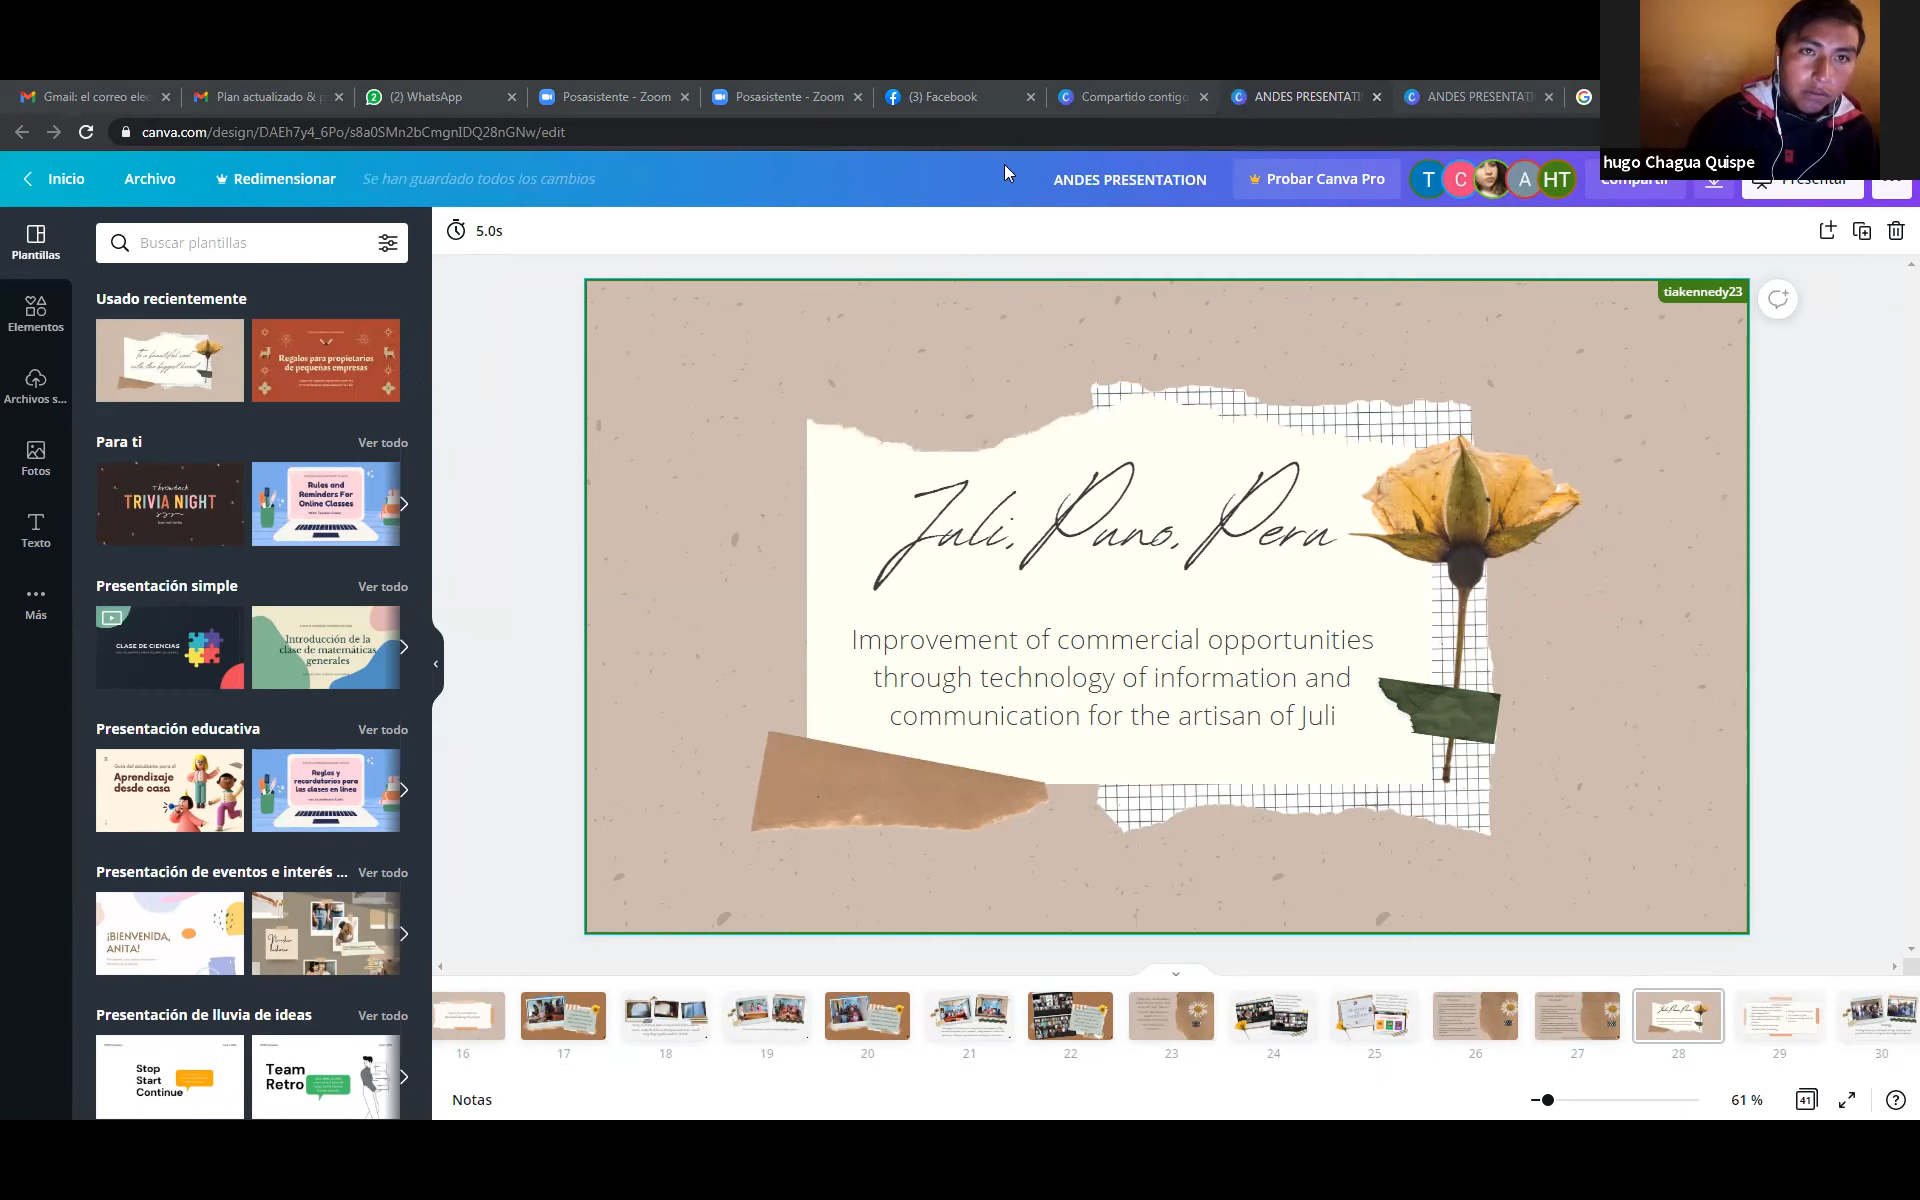 Gmail: el correo ele
Plan actualizado & p
(2) WhatsApp
Posasistente - Zoom
Posasistente - Zoom
(3) Facebook
Compartido contigo
ANDES PRESENTATI
ANDES PRESENTATI
canva.com/design/DAEh7y4_6Po/s8a0SMn2bCmgnIDQ28nGNw/edit
hugo Chagua Quispe
Inicio
Archivo
Redimensionar
Se han guardado todos los cambios
ANDES PRESENTATION
Probar Canva Pro
T
C
A
HT
Compartir
Presentar
Plantillas
Elementos
Archivos s...
Fotos
Texto
Más
Buscar plantillas
5.0s
Usado recientemente
Regalos para propietarios
de pequeñas empresas
Para ti
Ver todo
Throwback
TRIVIA NIGHT
Rules and
Reminders For
Online Classes
Presentación simple
Ver todo
CLASE DE CIENCIAS
Introducción de la
clase de matemáticas
generales
Presentación educativa
Ver todo
Aprendizaje
desde casa
Reglas y
recordatorios para
las clases en línea
Presentación de eventos e interés ...
Ver todo
¡BIENVENIDA,
ANITA!
Presentación de lluvia de ideas
Ver todo
Stop
Start
Continue
Team
Retro
tiakennedy23
Juli, Puno, Peru
Improvement of commercial opportunities
through technology of information and
communication for the artisan of Juli
16
17
18
19
20
21
22
23
24
25
26
27
28
29
30
Notas
61 %
41